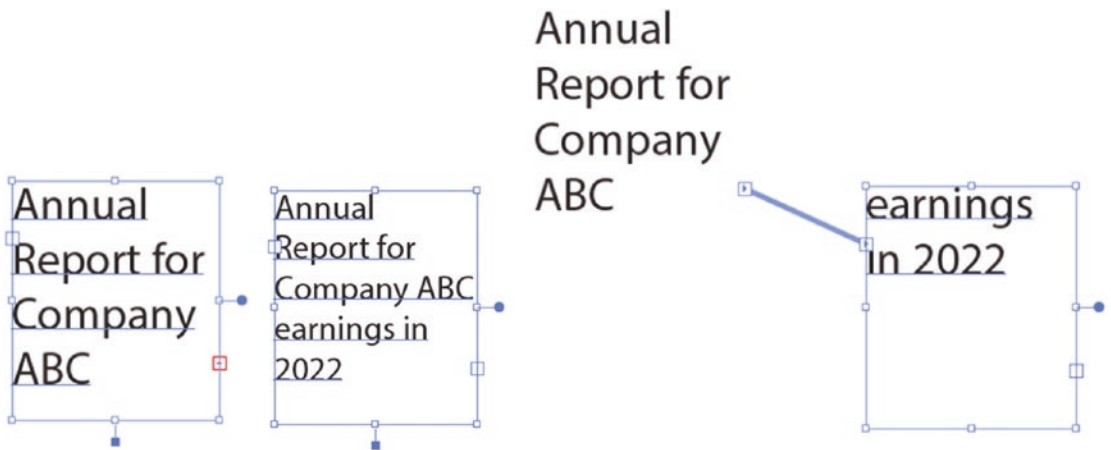 Annual
Report for
Company
ABC
Annual
Report for
Company ABC
earnings in
2022
Annual
Report for
Company
ABC
earnings
in 2022